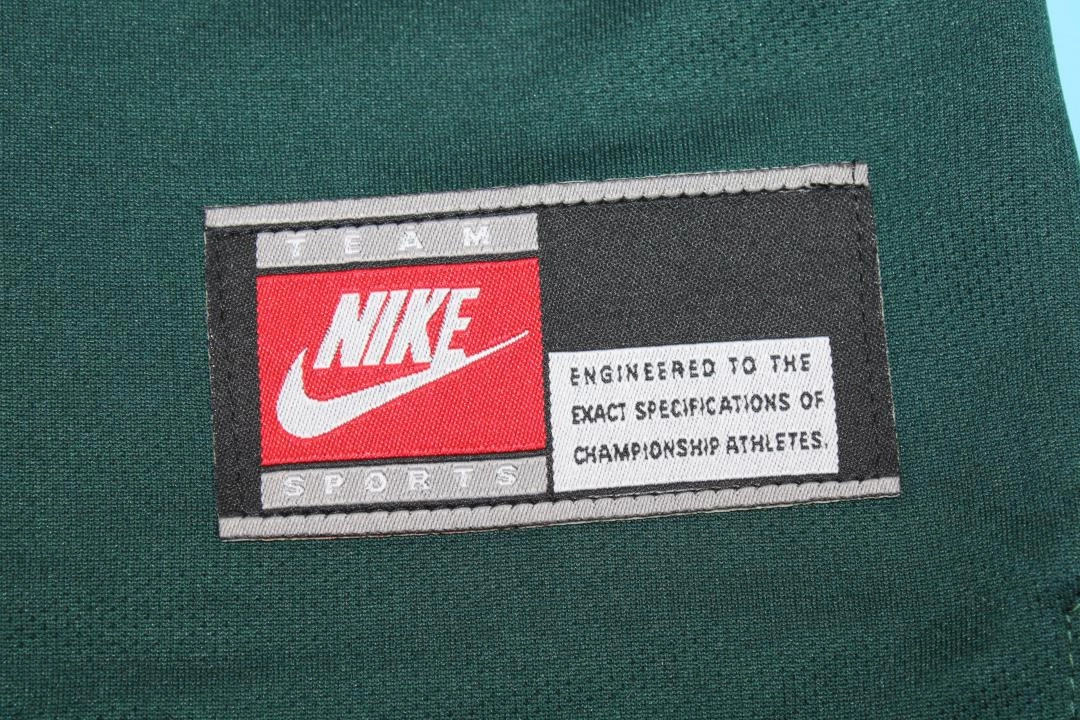 TEAM
NIKE
SPORTS
ENGINEERED TO THE
EXACT SPECIFICATIONS OF
CHAMPIONSHIP ATHLETES.